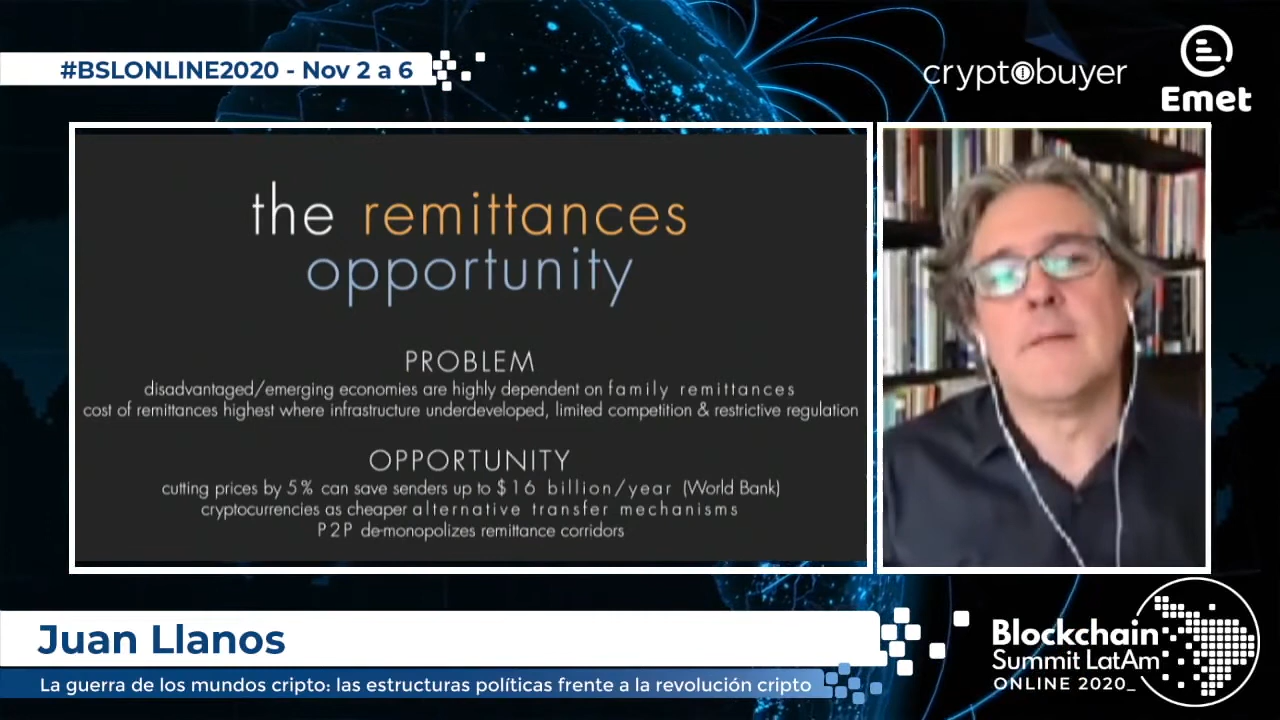 #BSLONLINE2020 - Nov 2 a 6
cryptobuyer
Emet
the remittances
opportunity
PROBLEM
disadvantaged/emerging economies are highly dependent on family remittances
cost of remittances highest where infrastructure underdeveloped, limited competition & restrictive regulation
OPPORTUNITY
cutting prices by 5% can save senders up to $16 billion/year (World Bank)
cryptocurrencies as cheaper alternative transfer mechanisms
P2P de-monopolizes remittance corridors
Juan Llanos
La guerra de los mundos cripto: las estructuras políticas frente a la revolución cripto
Blockchain
Summit LatAm
ONLINE 2020_